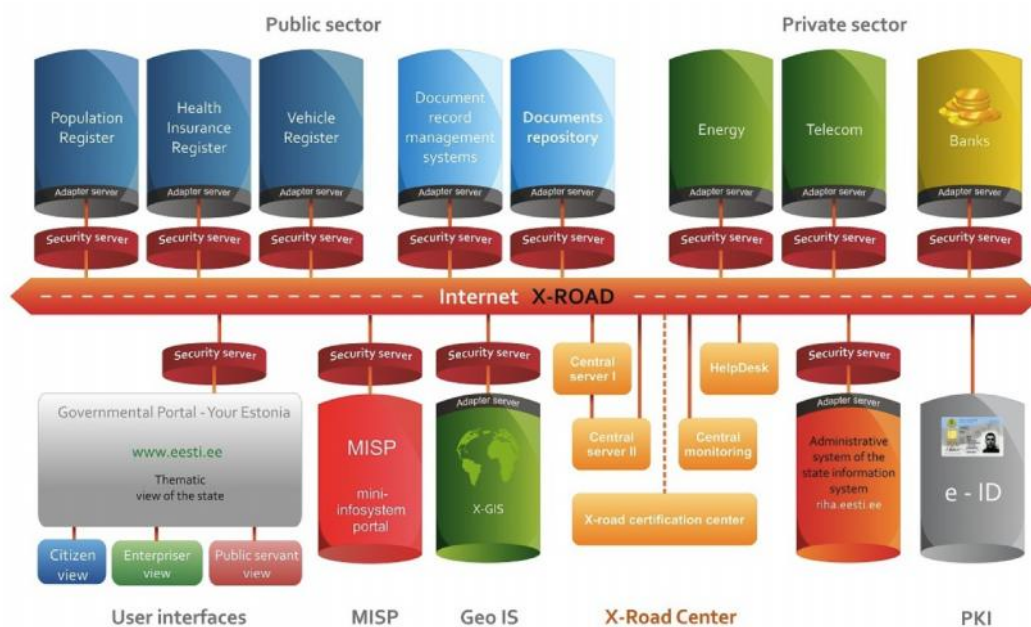 Public sector
Private sector
Population
Register
Health
Insurance
Register
Vehicle
Register
Document
record
management
systems
Documents
repository
Energy
Telecom
Banks
Adapter server
Adapter server
Adapter server
Adapter server
Adapter server
Adapter server
Adapter server
Adapter server
Security server
Security server
Security server
Security server
Security server
Security server
Security server
Security server
Internet X-ROAD
Security server
Security server
Security server
Central
server I
HelpDesk
Security server
Governmental Portal - Your Estonia
www.eesti.ee
Thematic
view of the state
MISP
mini-
infosystem
portal
Adapter server
X-GIS
Central
server II
Central
monitoring
X-road certification center
Adapter server
Administrative
system of the
state information
system
riha.eesti.ee
e - ID
Citizen
view
Enterpriser
view
Public servant
view
User interfaces
MISP
Geo IS
X-Road Center
PKI